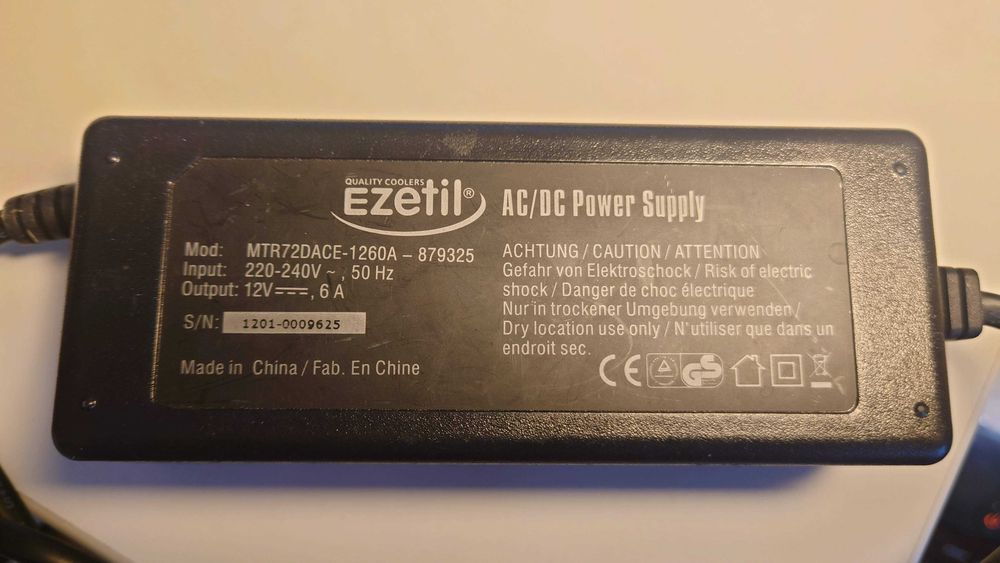 QUALITY COOLERS
EZetil®
AC/DC Power Supply
Mod: MTR72DACE-1260A – 879325
Input: 220-240V ~ , 50 Hz
Output: 12V⎓, 6 A
S/N: 1201-0009625
Made in China / Fab. En Chine
ACHTUNG / CAUTION / ATTENTION
Gefahr von Elektroschock / Risk of electric
shock / Danger de choc électrique
Nur in trockener Umgebung verwenden /
Dry location use only / N' utiliser que dans un
endroit sec.
CE
GS